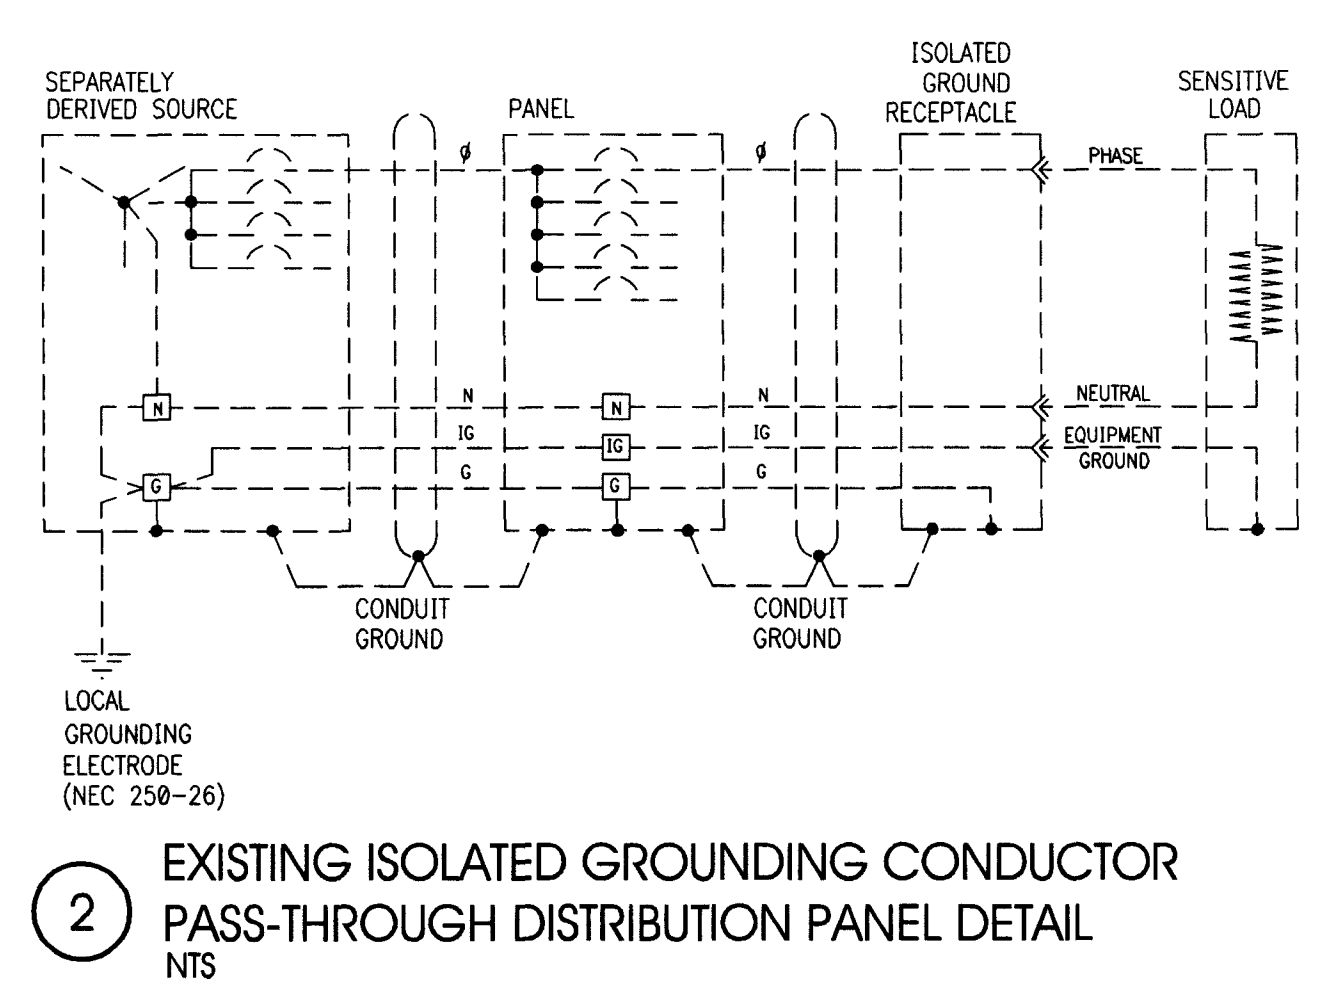 SEPARATELY
DERIVED SOURCE
PANEL
ISOLATED
GROUND
RECEPTACLE
SENSITIVE
LOAD
Ø
Ø
PHASE
N
N
N
N
NEUTRAL
IG
IG
IG
EQUIPMENT
GROUND
G
G
G
G
CONDUIT
GROUND
CONDUIT
GROUND
LOCAL
GROUNDING
ELECTRODE
(NEC 250-26)
2
EXISTING ISOLATED GROUNDING CONDUCTOR
PASS-THROUGH DISTRIBUTION PANEL DETAIL
NTS